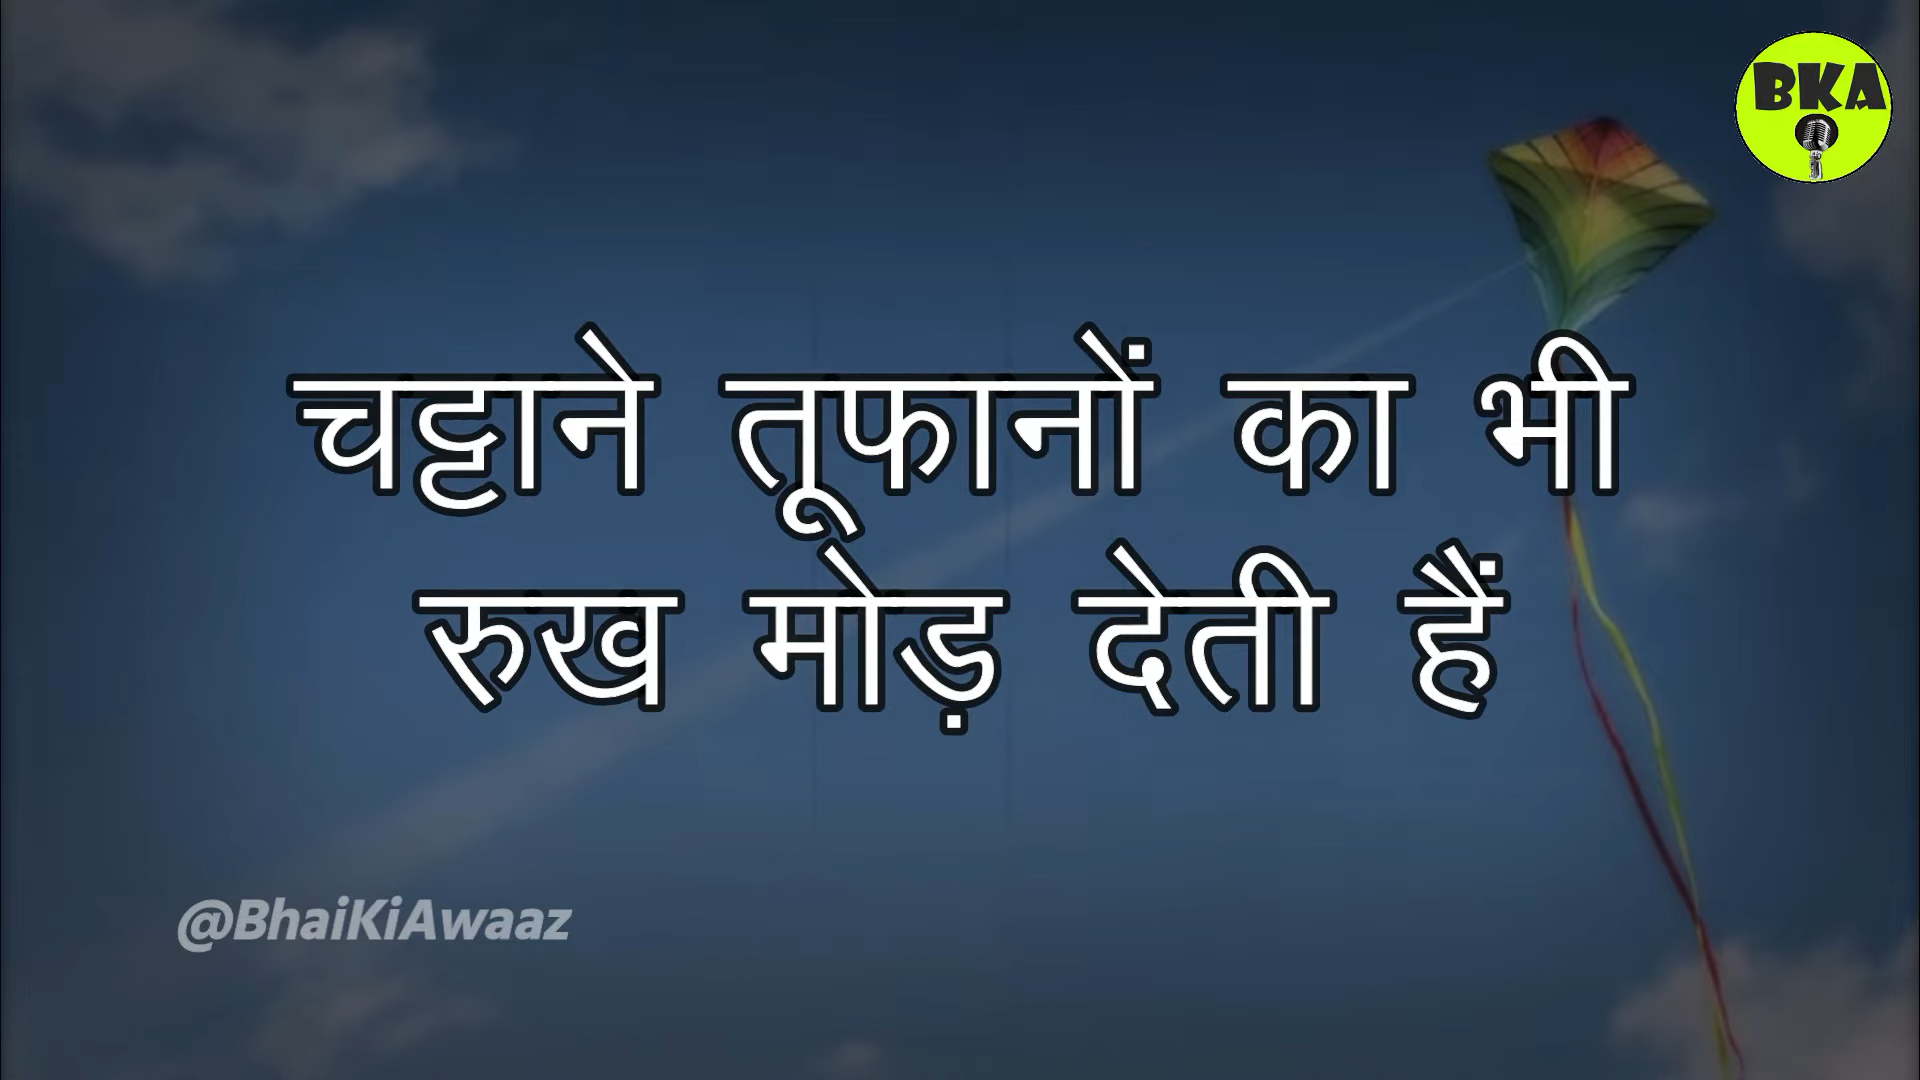 BKA
चट्टाने तूफानों का भी
रुख मोड़ देती हैं
@BhaiKiAwaaz